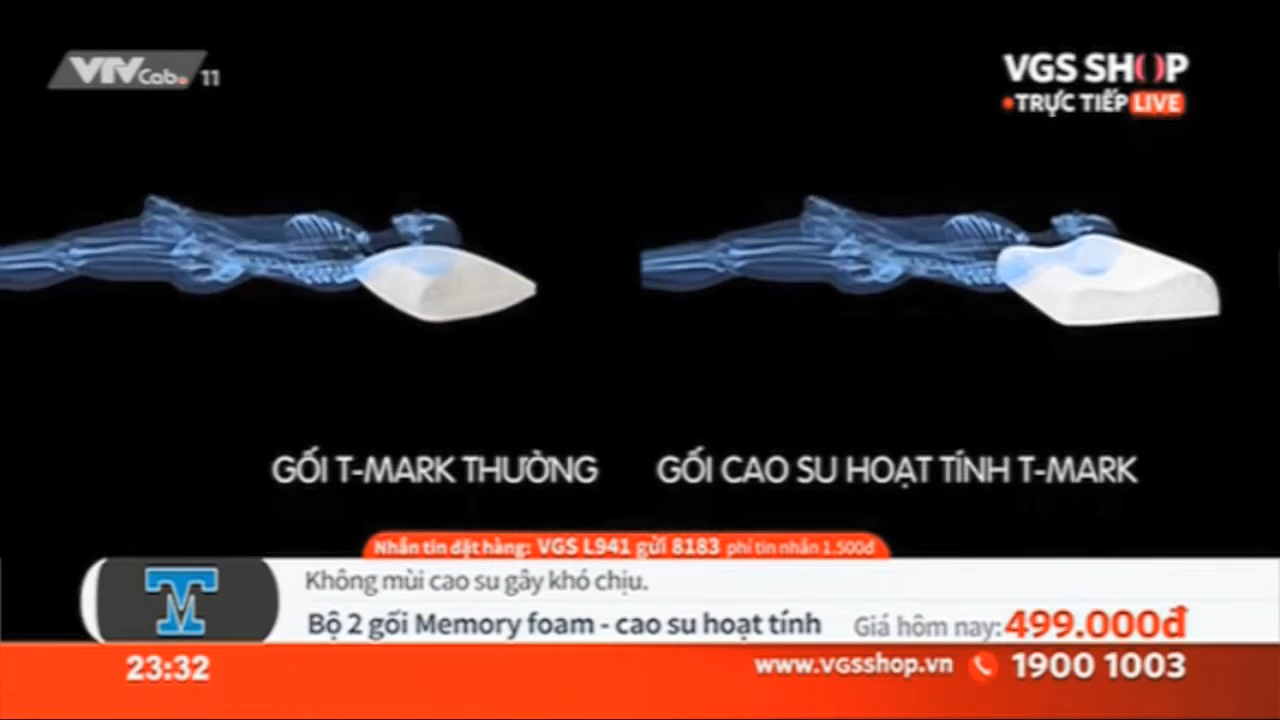 VTVCab 11
VGS SHOP
TRỰC TIẾP LIVE
GỐI T-MARK THƯỜNG
GỐI CAO SU HOẠT TÍNH T-MARK
Nhắn tin đặt hàng: VGS L941 gửi 8183 phí tin nhắn 1.500đ
TM
Không mùi cao su gây khó chịu.
Bộ 2 gối Memory foam - cao su hoạt tính
Giá hôm nay: 499.000đ
23:32
www.vgsshop.vn 1900 1003